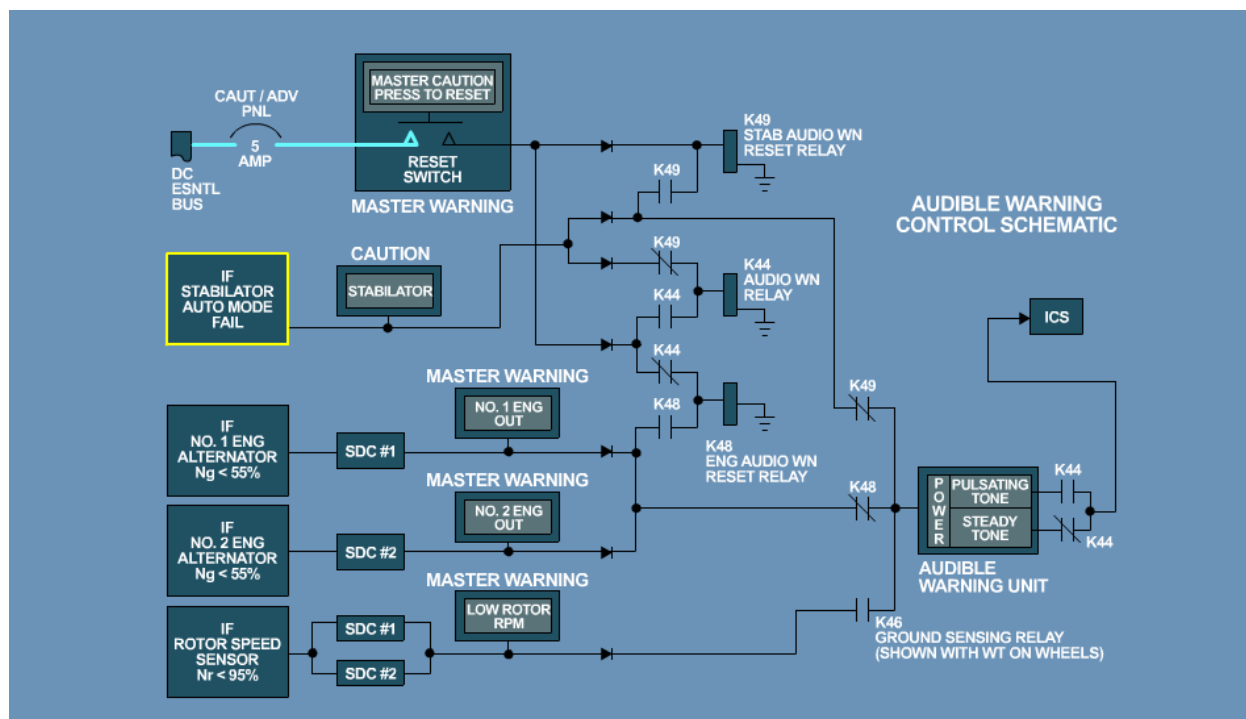 CAUT / ADV
PNL
5
AMP
DC
ESNTL
BUS
MASTER CAUTION
PRESS TO RESET
RESET
SWITCH
MASTER WARNING
K49
STAB AUDIO WN
RESET RELAY
K49
AUDIBLE WARNING
CONTROL SCHEMATIC
IF
STABILATOR
AUTO MODE
FAIL
CAUTION
STABILATOR
K49
K44
AUDIO WN
RELAY
K44
K44
ICS
MASTER WARNING
NO. 1 ENG
OUT
K48
K48
ENG AUDIO WN
RESET RELAY
K49
IF
NO. 1 ENG
ALTERNATOR
Ng < 55%
SDC #1
MASTER WARNING
NO. 2 ENG
OUT
K48
IF
NO. 2 ENG
ALTERNATOR
Ng < 55%
SDC #2
POWER
PULSATING
TONE
STEADY
TONE
K44
K44
AUDIBLE
WARNING UNIT
MASTER WARNING
LOW ROTOR
RPM
IF
ROTOR SPEED
SENSOR
Nr < 95%
SDC #1
SDC #2
K46
GROUND SENSING RELAY
(SHOWN WITH WT ON WHEELS)